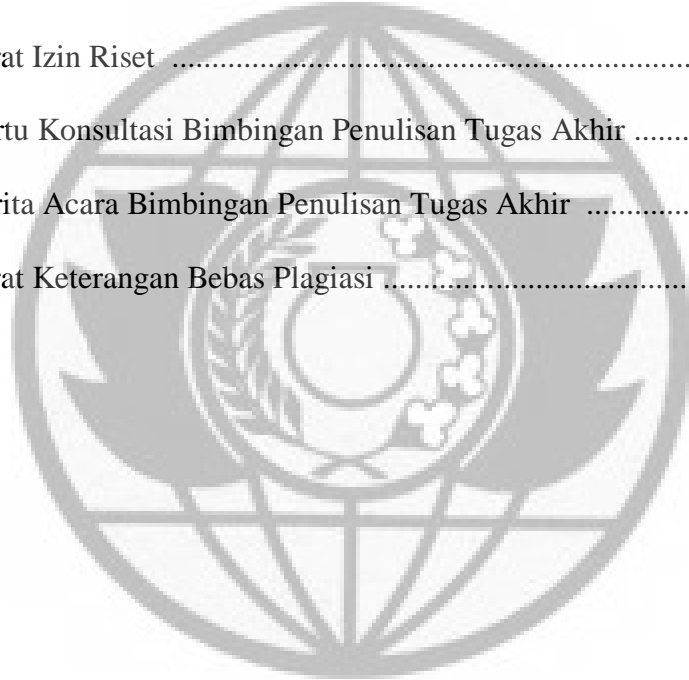 rat Izin Riset ....................................................................
rtu Konsultasi Bimbingan Penulisan Tugas Akhir .......
rita Acara Bimbingan Penulisan Tugas Akhir .............
rat Keterangan Bebas Plagiasi .......................................